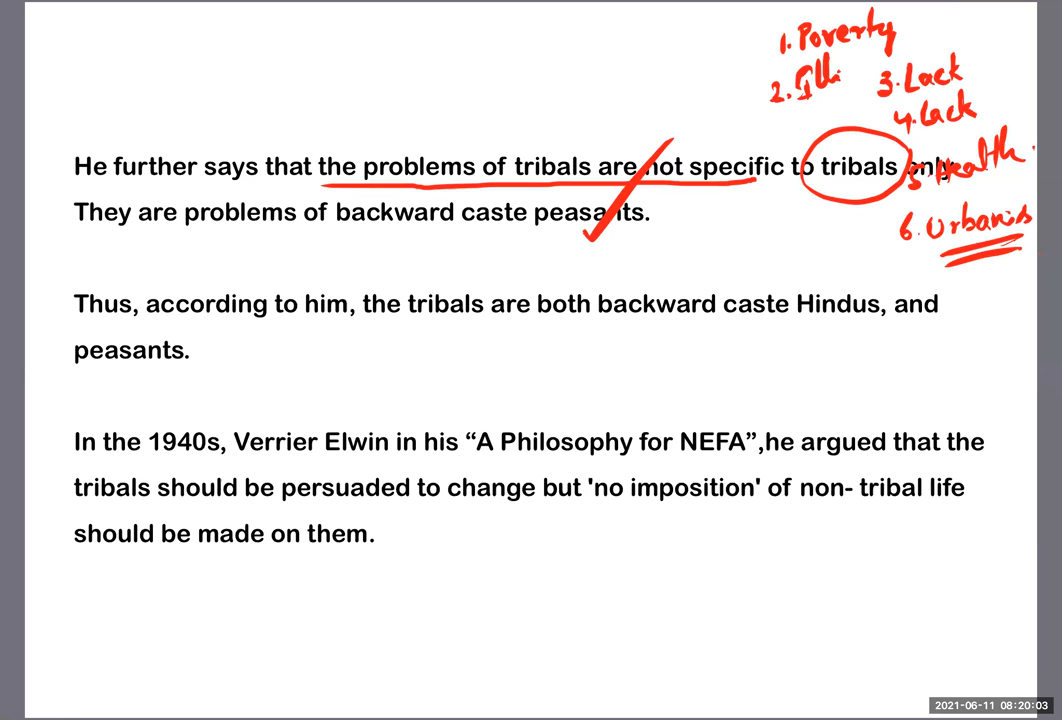 1. Poverty
2. Illi
3. Lack
4. Lack
He further says that the problems of tribals are not specific to tribals only.
5. Health
They are problems of backward caste peasants.
6. Urbanis
Thus, according to him, the tribals are both backward caste Hindus, and
peasants.
In the 1940s, Verrier Elwin in his “A Philosophy for NEFA”,he argued that the
tribals should be persuaded to change but 'no imposition' of non- tribal life
should be made on them.
2021-06-11 08:20:03